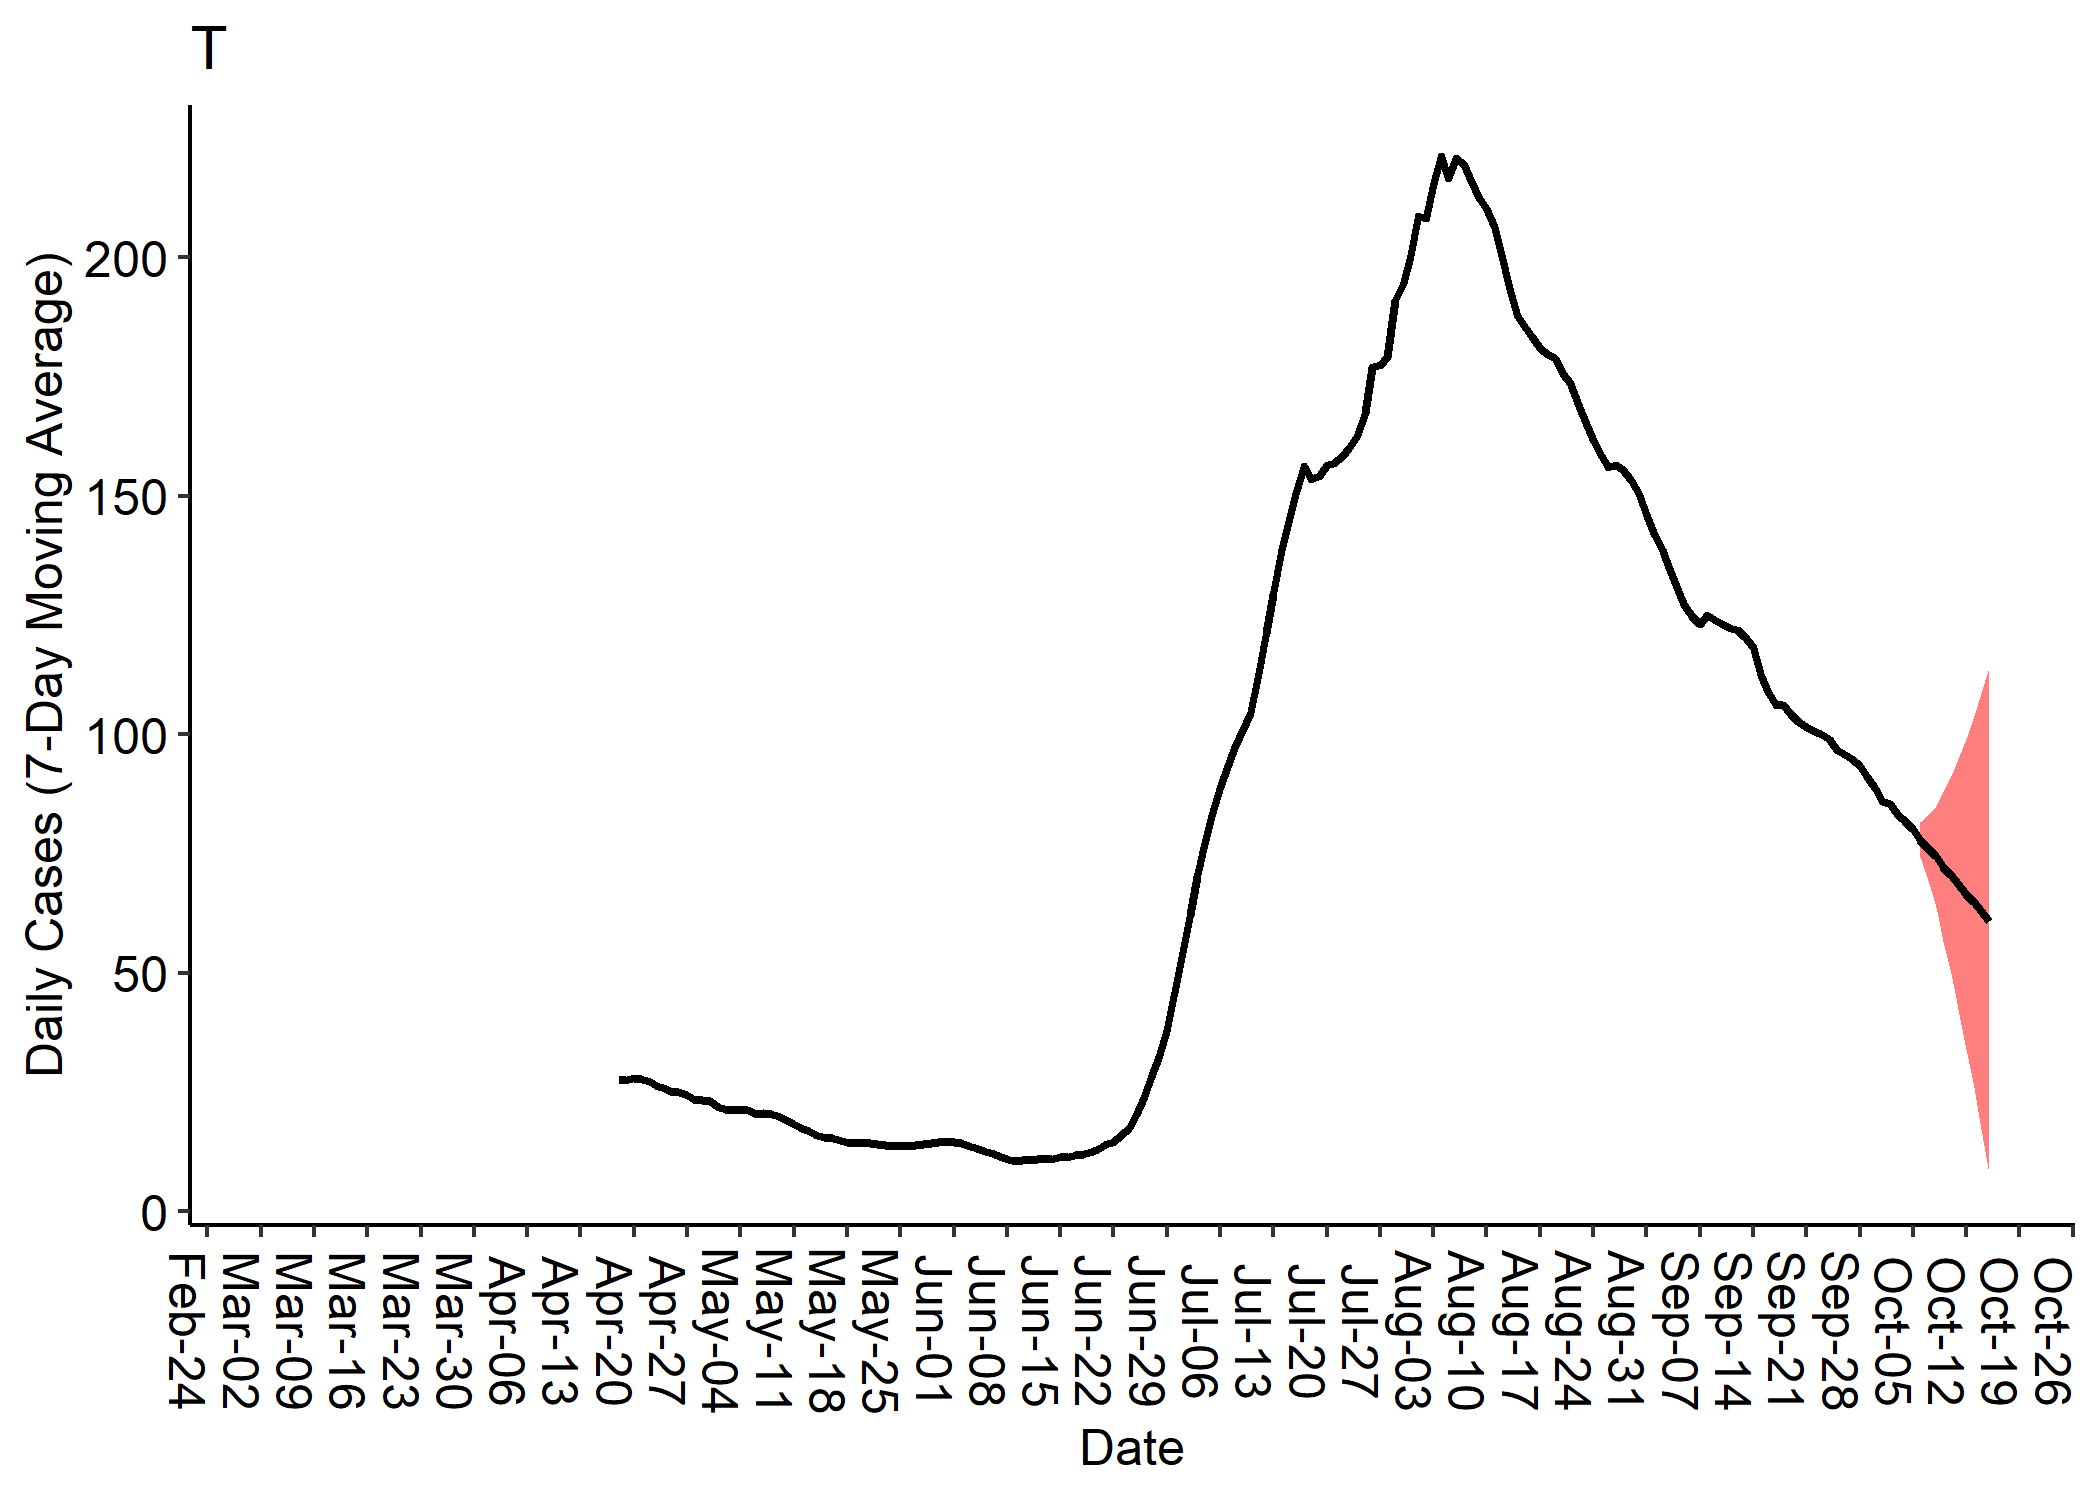 T
Daily Cases (7-Day Moving Average)
200
150
100
50
0
Feb-24
Mar-02
Mar-09
Mar-16
Mar-23
Mar-30
Apr-06
Apr-13
Apr-20
Apr-27
May-04
May-11
May-18
May-25
Jun-01
Jun-08
Jun-15
Jun-22
Jun-29
Jul-06
Jul-13
Jul-20
Jul-27
Aug-03
Aug-10
Aug-17
Aug-24
Aug-31
Sep-07
Sep-14
Sep-21
Sep-28
Oct-05
Oct-12
Oct-19
Oct-26
Date